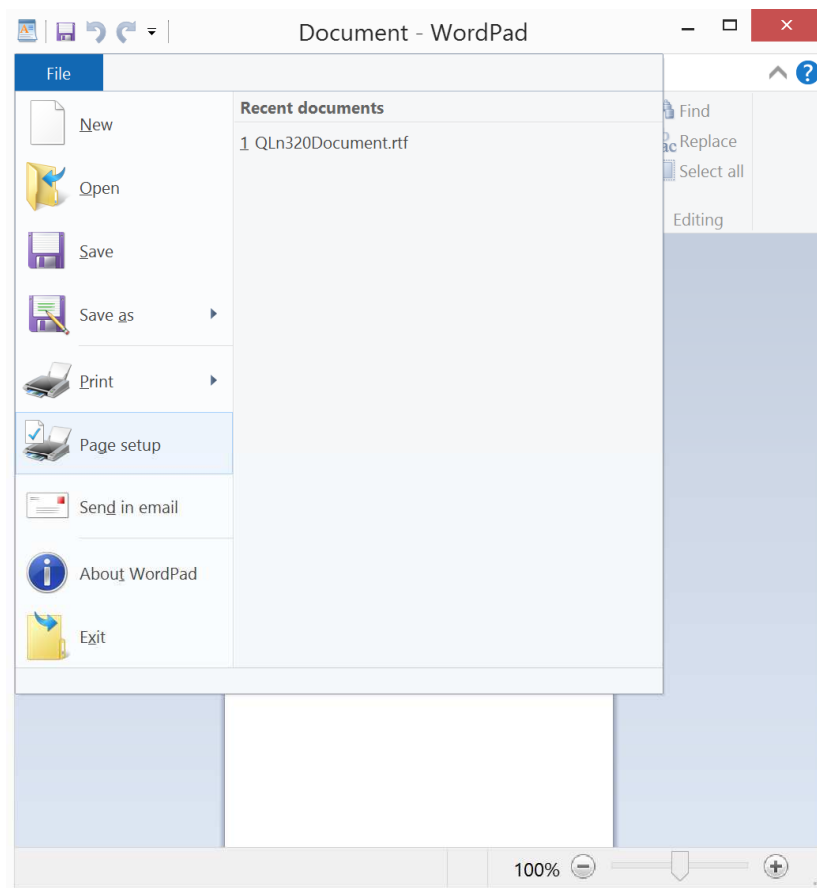 Document - WordPad
File
New
Open
Save
Save as
Print
Page setup
Send in email
About WordPad
Exit
Recent documents
1 QLn320Document.rtf
Find
Replace
Select all
Editing
100%